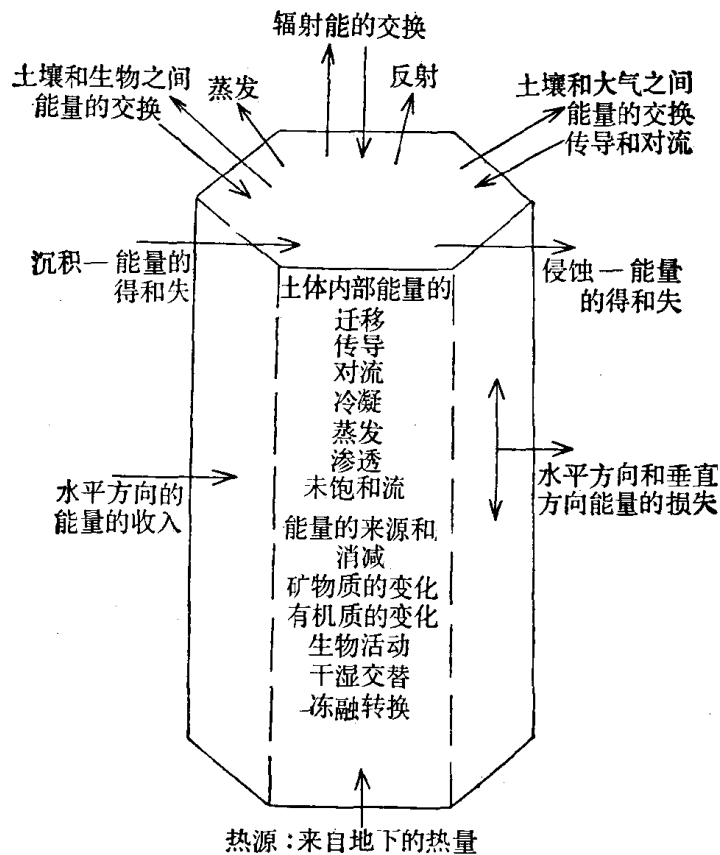 辐射能的交换
土壤和生物之间
能量的交换
蒸发
反射
土壤和大气之间
能量的交换
传导和对流
沉积—能量的
得和失
侵蚀—能量
的得和失
土体内部能量的
迁移
传导
对流
冷凝
蒸发
渗透
未饱和流
能量的来源和
消减
矿物质的变化
有机质的变化
生物活动
干湿交替
冻融转换
水平方向的
能量的收入
水平方向和垂直
方向能量的损失
热源:来自地下的热量